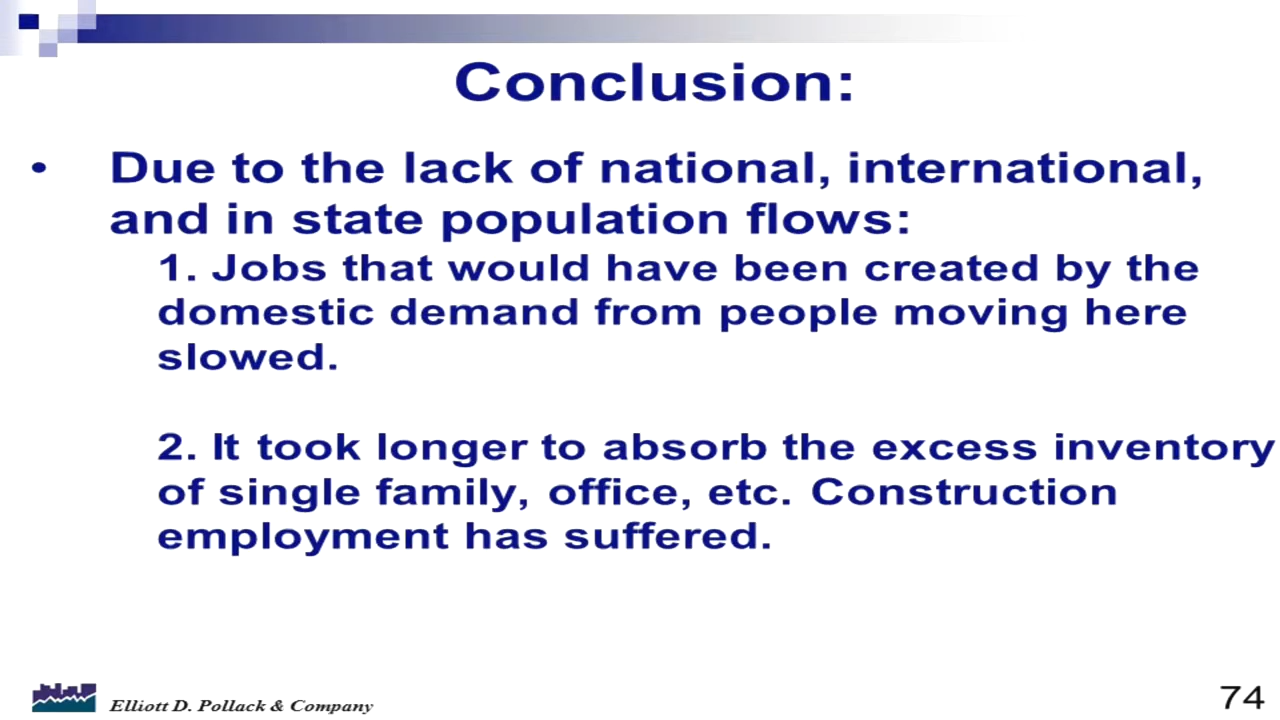 Conclusion:
• Due to the lack of national, international,
and in state population flows:
1. Jobs that would have been created by the
domestic demand from people moving here
slowed.
2. It took longer to absorb the excess inventory
of single family, office, etc. Construction
employment has suffered.
Elliott D. Pollack & Company
74